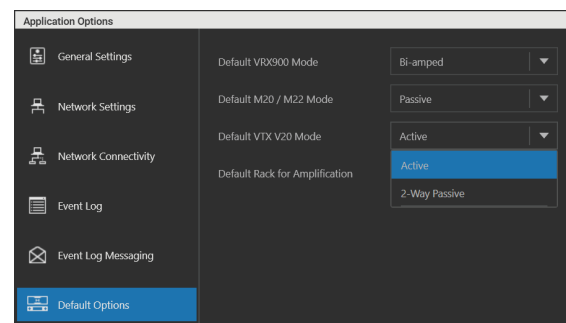 Application Options
General Settings
Network Settings
Network Connectivity
Event Log
Event Log Messaging
Default Options
Default VRX900 Mode
Bi-amped
Default M20 / M22 Mode
Passive
Default VTX V20 Mode
Active
Default Rack for Amplification
Active
2-Way Passive